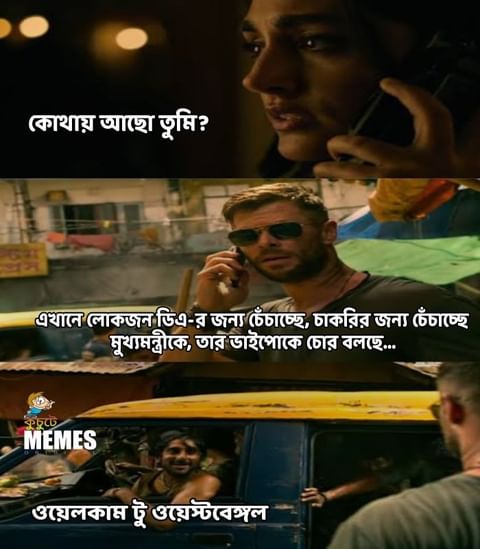 কোথায় আছো তুমি?
এখানে লোকজন ডিএ-র জন্য চেঁচাচ্ছে, চাকরির জন্য চেঁচাচ্ছে
মুখ্যমন্ত্রীকে, তার ভাইপোকে চোর বলছে...
কুচুটে
MEMES
ওয়েলকাম টু ওয়েস্টবেঙ্গল